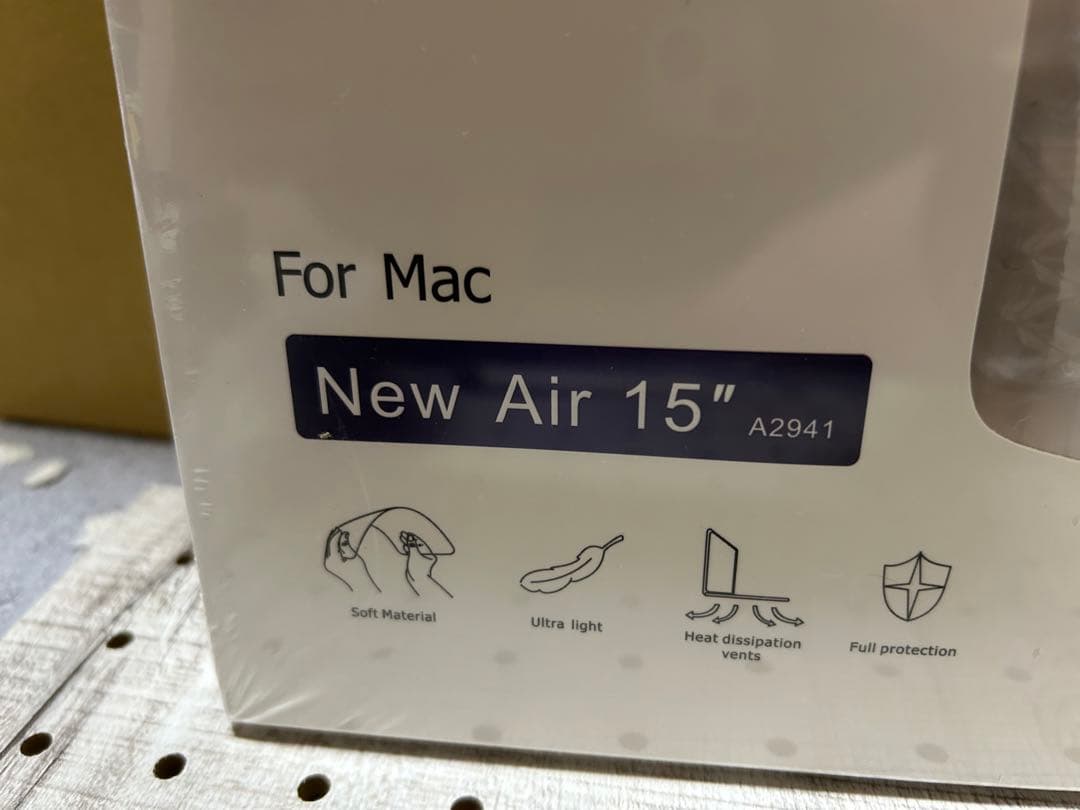 For Mac
New Air 15" A2941
Soft Material
Ultra light
Heat dissipation
vents
Full protection